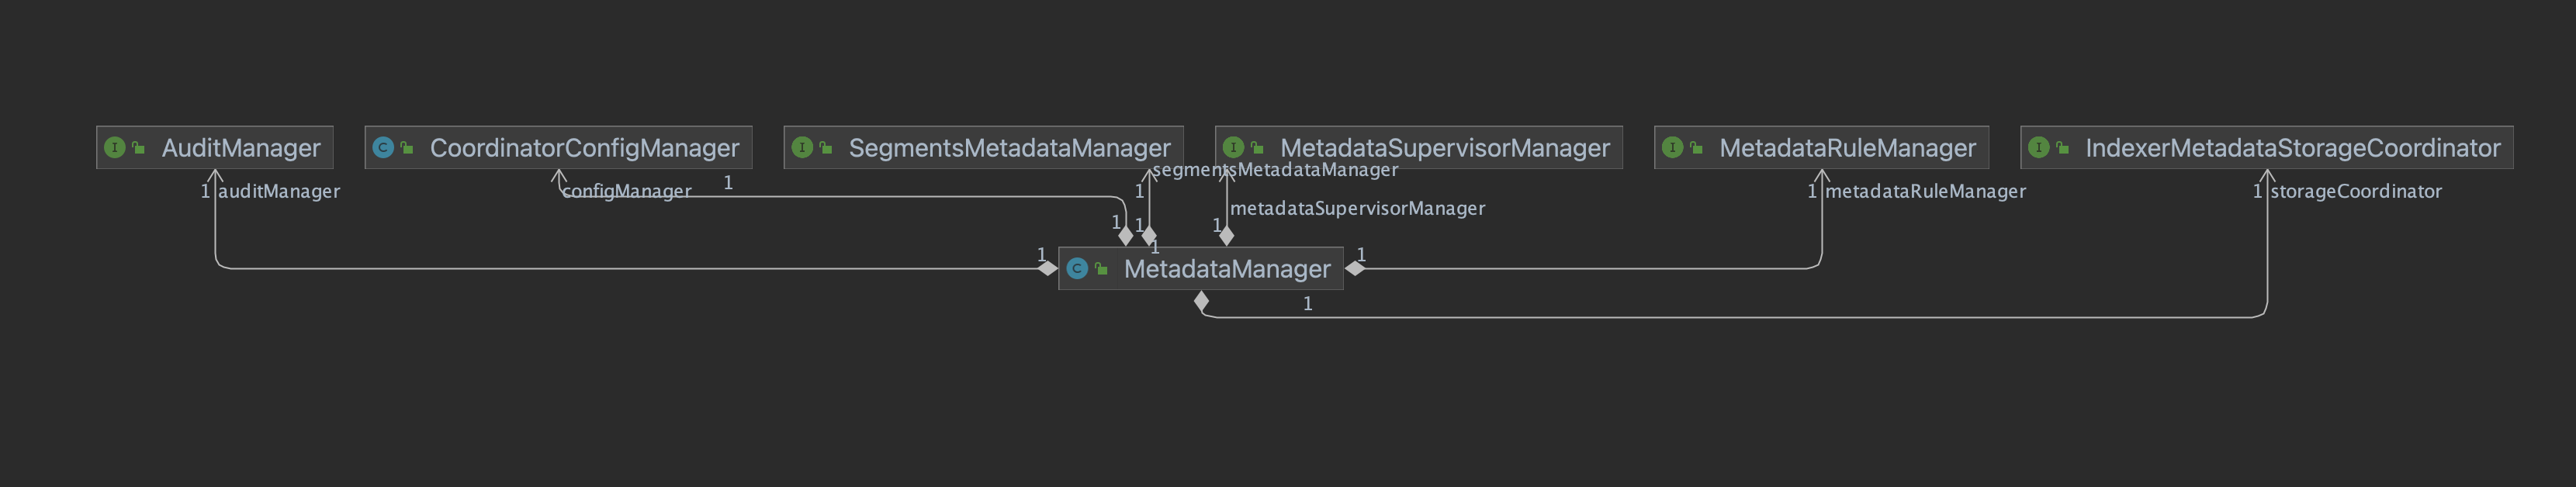 I AuditManager
C CoordinatorConfigManager
I SegmentsMetadataManager
I MetadataSupervisorManager
I MetadataRuleManager
I IndexerMetadataStorageCoordinator
segmentsMetadataManager
1 auditManager
configManager
1
1
1 metadataRuleManager
1 storageCoordinator
metadataSupervisorManager
1
1
1
1
1
1
C MetadataManager
1